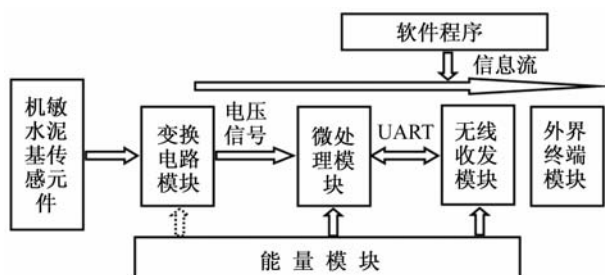 软件程序
信息流
机敏
水泥
基传
感元
件
变换
电路
模块
电压
信号
微处
理模
块
UART
无线
收发
模块
外界
终端
模块
能量模块